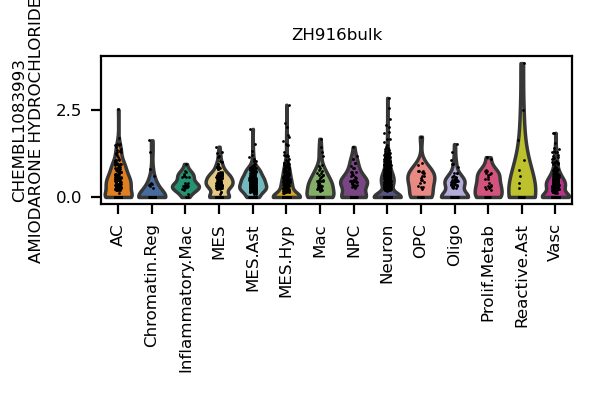 ZH916bulk
CHEMBL1083993
AMIODARONE HYDROCHLORIDE
2.5
0.0
AC
Chromatin.Reg
Inflammatory.Mac
MES
MES.Ast
MES.Hyp
Mac
NPC
Neuron
OPC
Oligo
Prolif.Metab
Reactive.Ast
Vasc